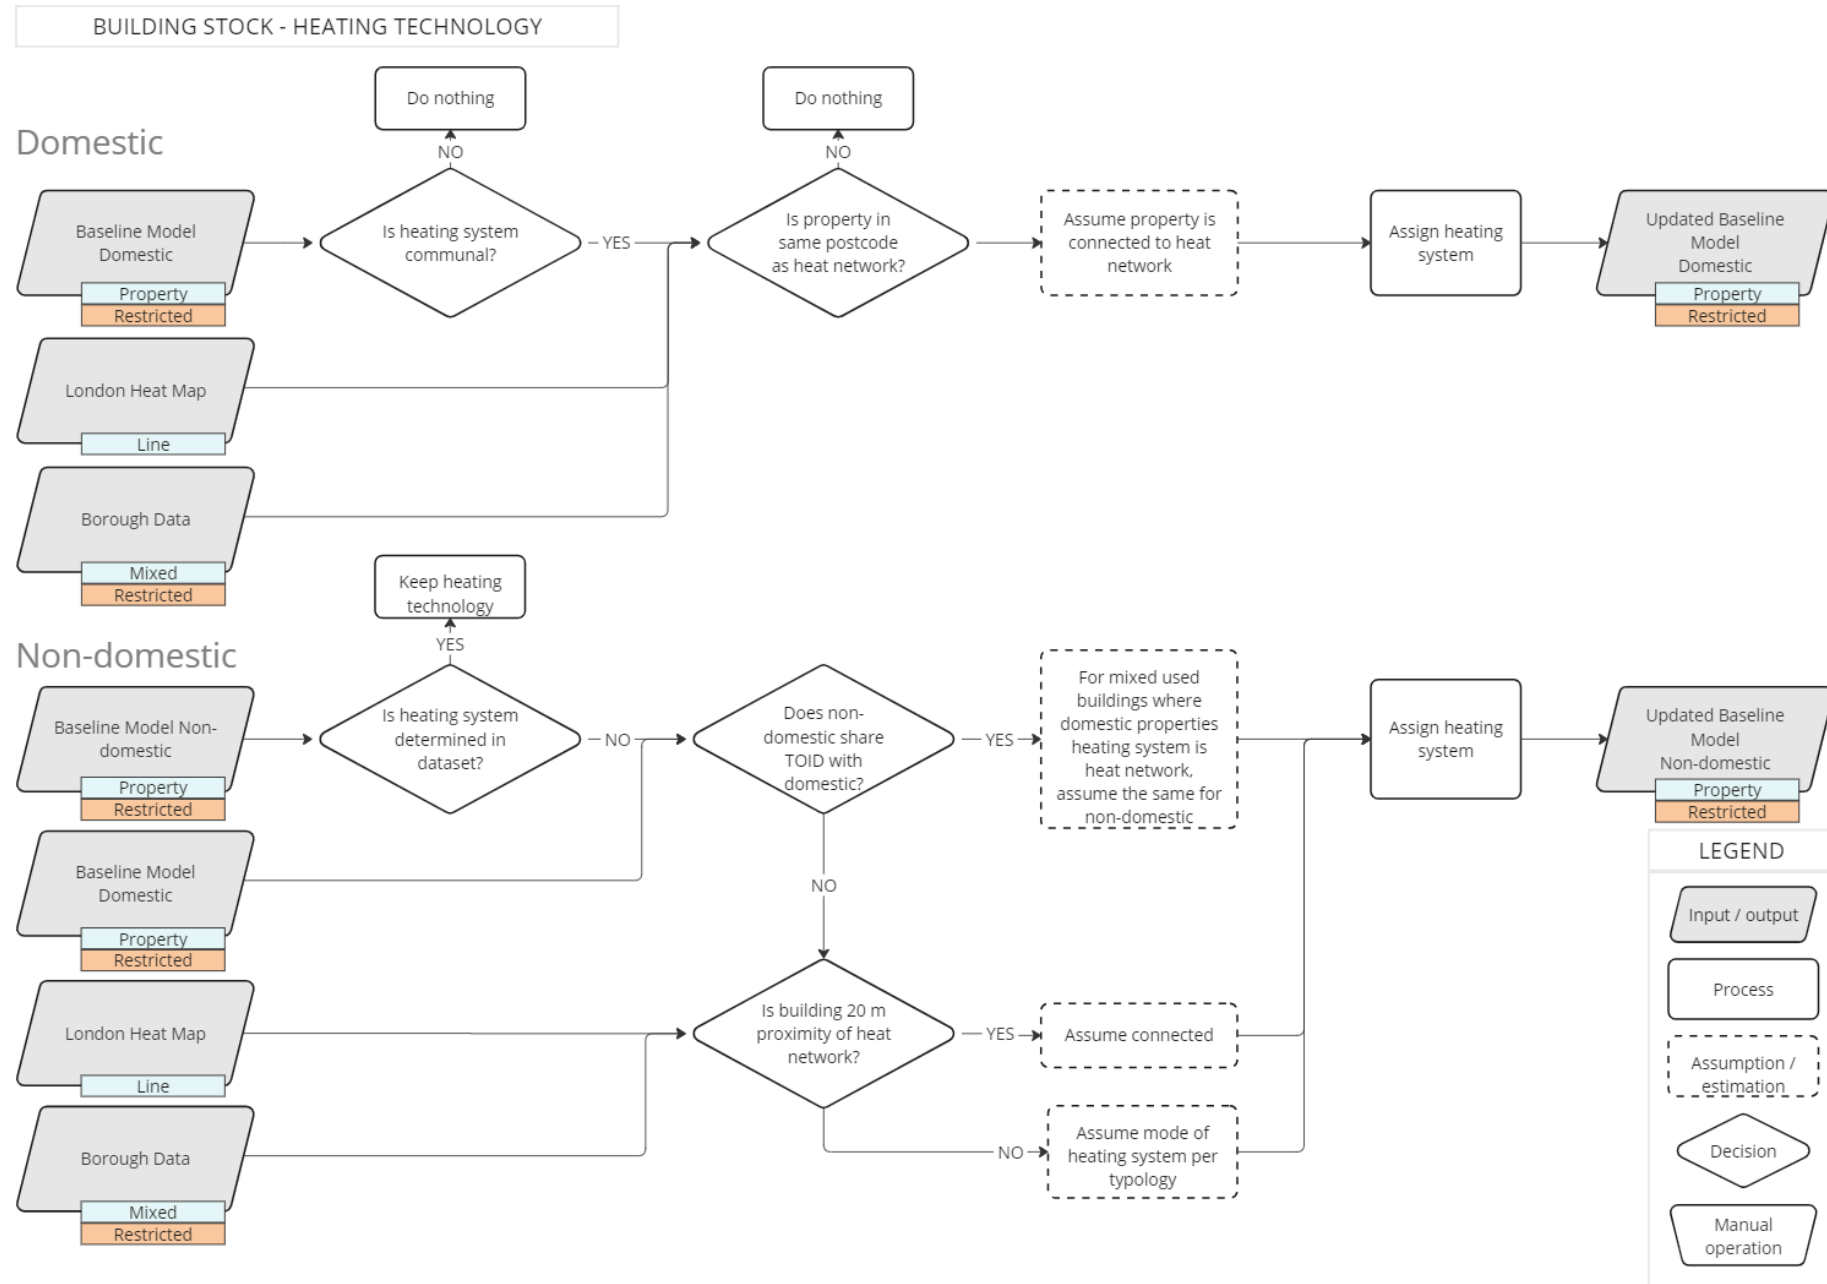 BUILDING STOCK - HEATING TECHNOLOGY
Do nothing
Do nothing
Domestic
NO
NO
Baseline Model
Domestic
Property
Restricted
Is heating system
communal?
YES
Is property in
same postcode
as heat network?
Assume property is
connected to heat
network
Assign heating
system
Updated Baseline
Model
Domestic
Property
Restricted
London Heat Map
Line
Borough Data
Mixed
Restricted
Keep heating
technology
YES
Non-domestic
Baseline Model Non-
domestic
Property
Restricted
Is heating system
determined in
dataset?
NO
Does non-
domestic share
TOID with
domestic?
YES
For mixed used
buildings where
domestic properties
heating system is
heat network,
assume the same for
non-domestic
Assign heating
system
Updated Baseline
Model
Non-domestic
Property
Restricted
Baseline Model
Domestic
Property
Restricted
NO
London Heat Map
Line
Is building 20 m
proximity of heat
network?
YES
Assume connected
Borough Data
Mixed
Restricted
NO
Assume mode of
heating system per
typology
LEGEND
Input / output
Process
Assumption /
estimation
Decision
Manual
operation